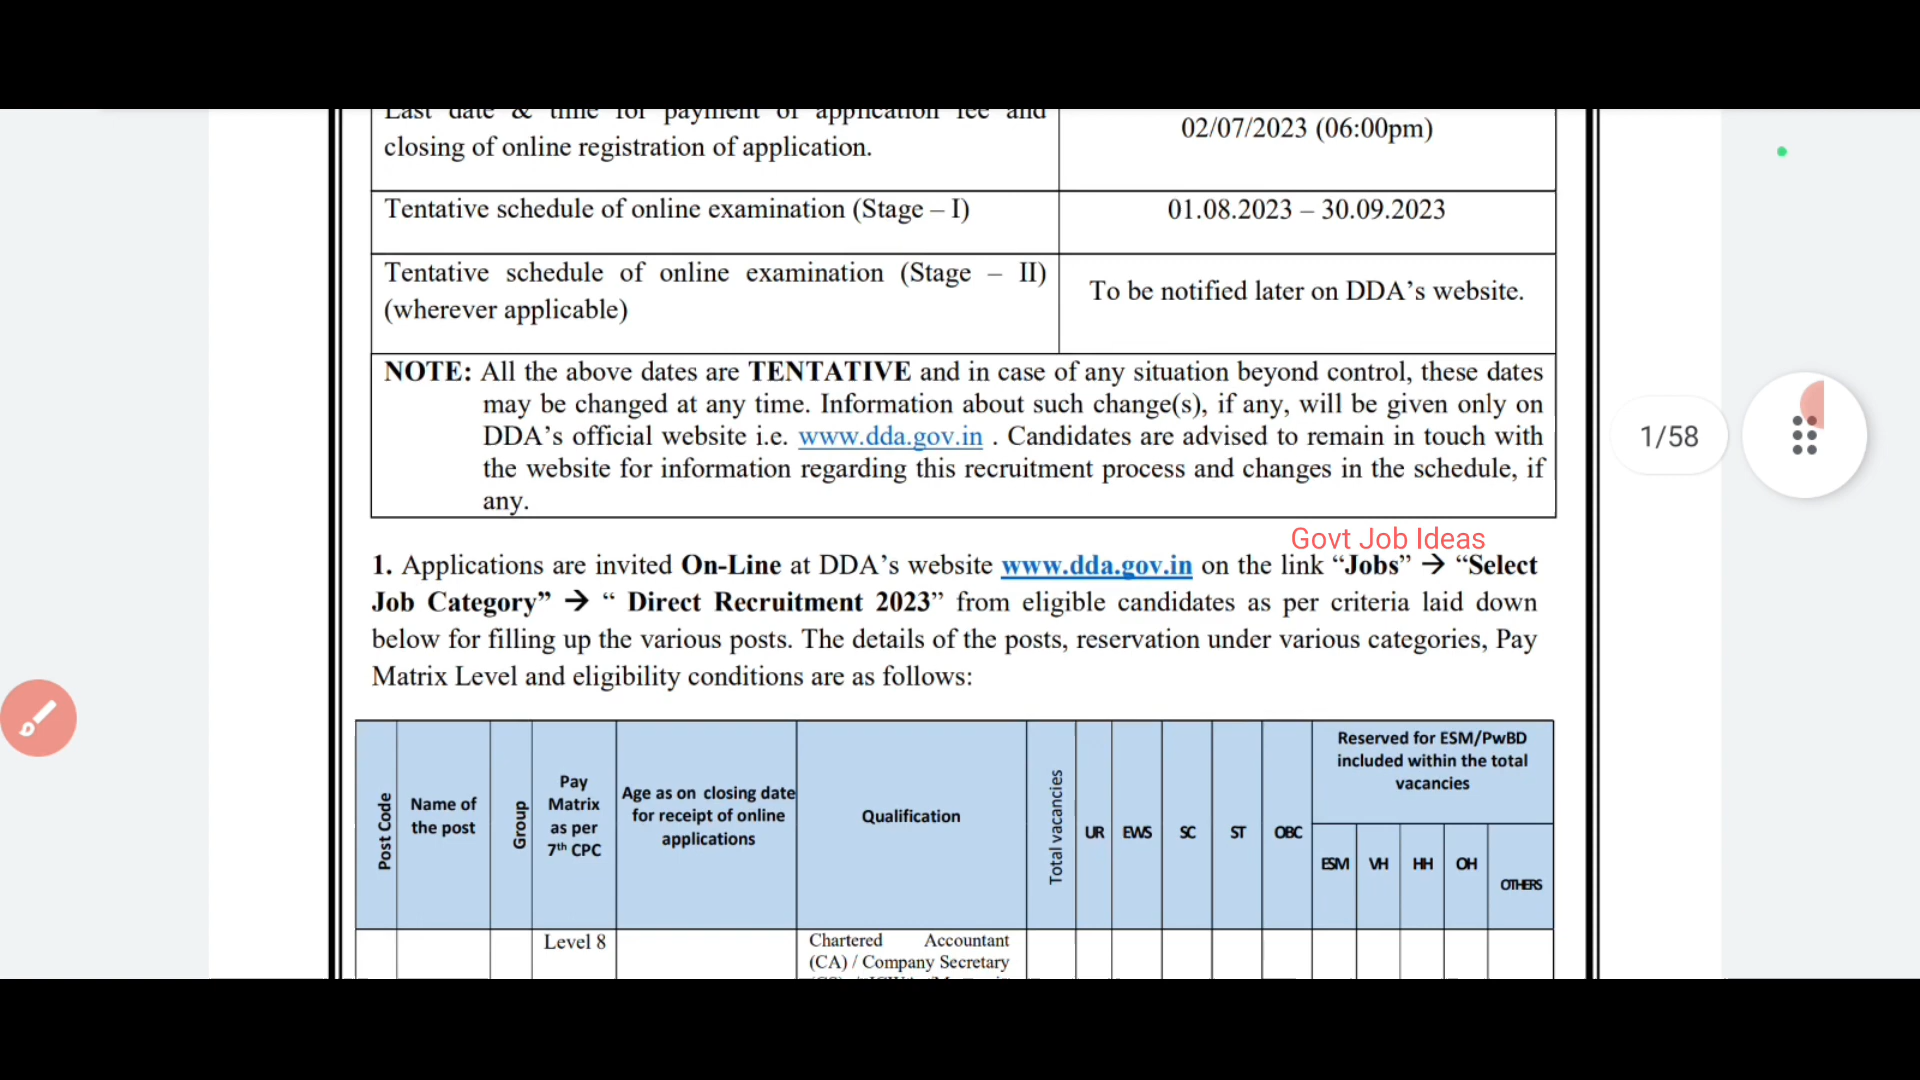 Last date & time for payment of application fee and
closing of online registration of application.
02/07/2023 (06:00pm)
Tentative schedule of online examination (Stage – I)
01.08.2023 – 30.09.2023
Tentative schedule of online examination (Stage – II)
(wherever applicable)
To be notified later on DDA's website.
NOTE: All the above dates are TENTATIVE and in case of any situation beyond control, these dates
may be changed at any time. Information about such change(s), if any, will be given only on
DDA's official website i.e. www.dda.gov.in . Candidates are advised to remain in touch with
the website for information regarding this recruitment process and changes in the schedule, if
any.
1/58
Govt Job Ideas
1. Applications are invited On-Line at DDA's website www.dda.gov.in on the link “Jobs” → “Select
Job Category” → “ Direct Recruitment 2023” from eligible candidates as per criteria laid down
below for filling up the various posts. The details of the posts, reservation under various categories, Pay
Matrix Level and eligibility conditions are as follows:
Post Code
Name of
the post
Group
Pay
Matrix
as per
7th CPC
Age as on closing date
for receipt of online
applications
Qualification
Total vacancies
UR
EWS
SC
ST
OBC
Reserved for ESM/PwBD
included within the total
vacancies
ESM
VH
HH
OH
OTHERS
Level 8
Chartered Accountant
(CA) / Company Secretary